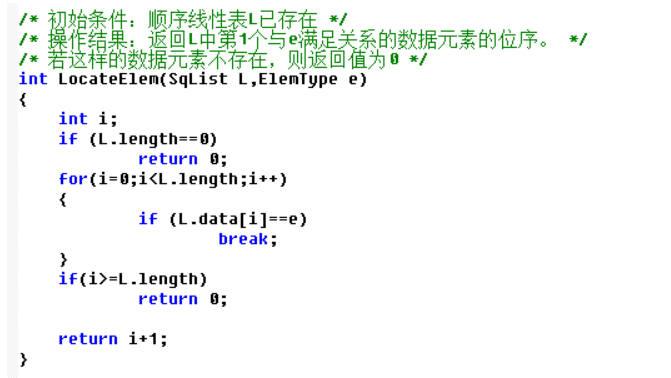 /* 初始条件：顺序线性表L已存在 */
/* 操作结果：返回L中第1个与e满足关系的数据元素的位序。 */
/* 若这样的数据元素不存在，则返回值为0 */
int LocateElem(SqList L,ElemType e)
{
    int i;
    if (L.length==0)
            return 0;
    for(i=0;i<L.length;i++)
    {
            if (L.data[i]==e)
                    break;
    }
    if(i>=L.length)
            return 0;

    return i+1;
}